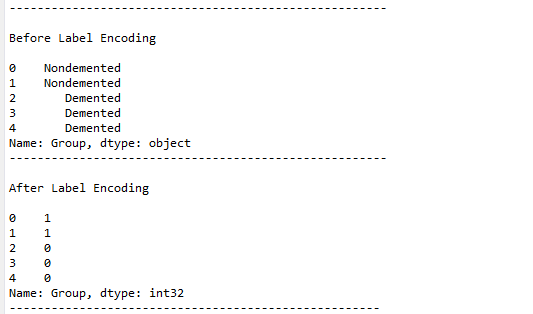 ------------------------------------------------------
Before Label Encoding
0    Nondemented
1    Nondemented
2       Demented
3       Demented
4       Demented
Name: Group, dtype: object
------------------------------------------------------
After Label Encoding
0    1
1    1
2    0
3    0
4    0
Name: Group, dtype: int32
-----------------------------------------------------